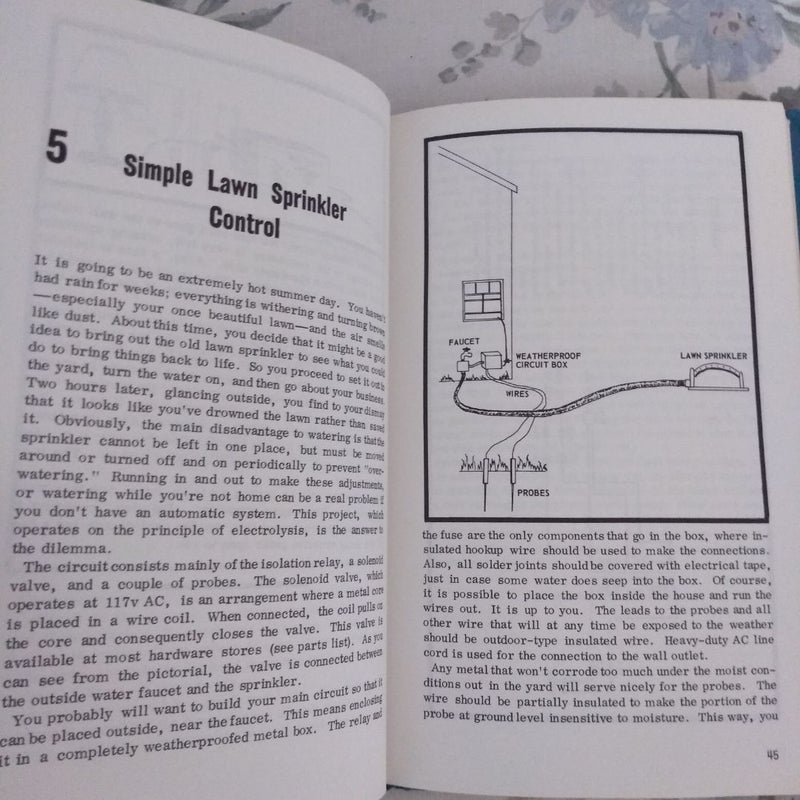 5
Simple Lawn Sprinkler
Control
It is going to be an extremely hot summer day. You haven't
had rain for weeks; everything is withering and turning brown
—especially your once beautiful lawn—and the air smells
like dust. About this time, you decide that it might be a good
idea to bring out the old lawn sprinkler to see what you could
do to bring things back to life. So you proceed to set it out in
the yard, turn the water on, and then go about your business.
Two hours later, glancing outside, you find to your dismay
that it looks like you've drowned the lawn rather than saved
it. Obviously, the main disadvantage to watering is that the
sprinkler cannot be left in one place, but must be moved
around or turned off and on periodically to prevent "over-
watering." Running in and out to make these adjustments,
or watering while you're not home can be a real problem if
you don't have an automatic system. This project, which
operates on the principle of electrolysis, is the answer to
the dilemma.
The circuit consists mainly of the isolation relay, a solenoid
valve, and a couple of probes. The solenoid valve, which
operates at 117v AC, is an arrangement where a metal core
is placed in a wire coil. When connected, the coil pulls on
the core and consequently closes the valve. This valve is
available at most hardware stores (see parts list). As you
can see from the pictorial, the valve is connected between
the outside water faucet and the sprinkler.
You probably will want to build your main circuit so that it
can be placed outside, near the faucet. This means enclosing
it in a completely weatherproofed metal box. The relay and
FAUCET
WEATHERPROOF
CIRCUIT BOX
LAWN SPRINKLER
WIRES
PROBES
the fuse are the only components that go in the box, where in-
sulated hookup wire should be used to make the connections.
Also, all solder joints should be covered with electrical tape,
just in case some water does seep into the box. Of course,
it is possible to place the box inside the house and run the
wires out. It is up to you. The leads to the probes and all
other wire that will at any time be exposed to the weather
should be outdoor-type insulated wire. Heavy-duty AC line
cord is used for the connection to the wall outlet.
Any metal that won't corrode too much under the moist con-
ditions out in the yard will serve nicely for the probes. The
wire should be partially insulated to make the portion of the
probe at ground level insensitive to moisture. This way, you
45